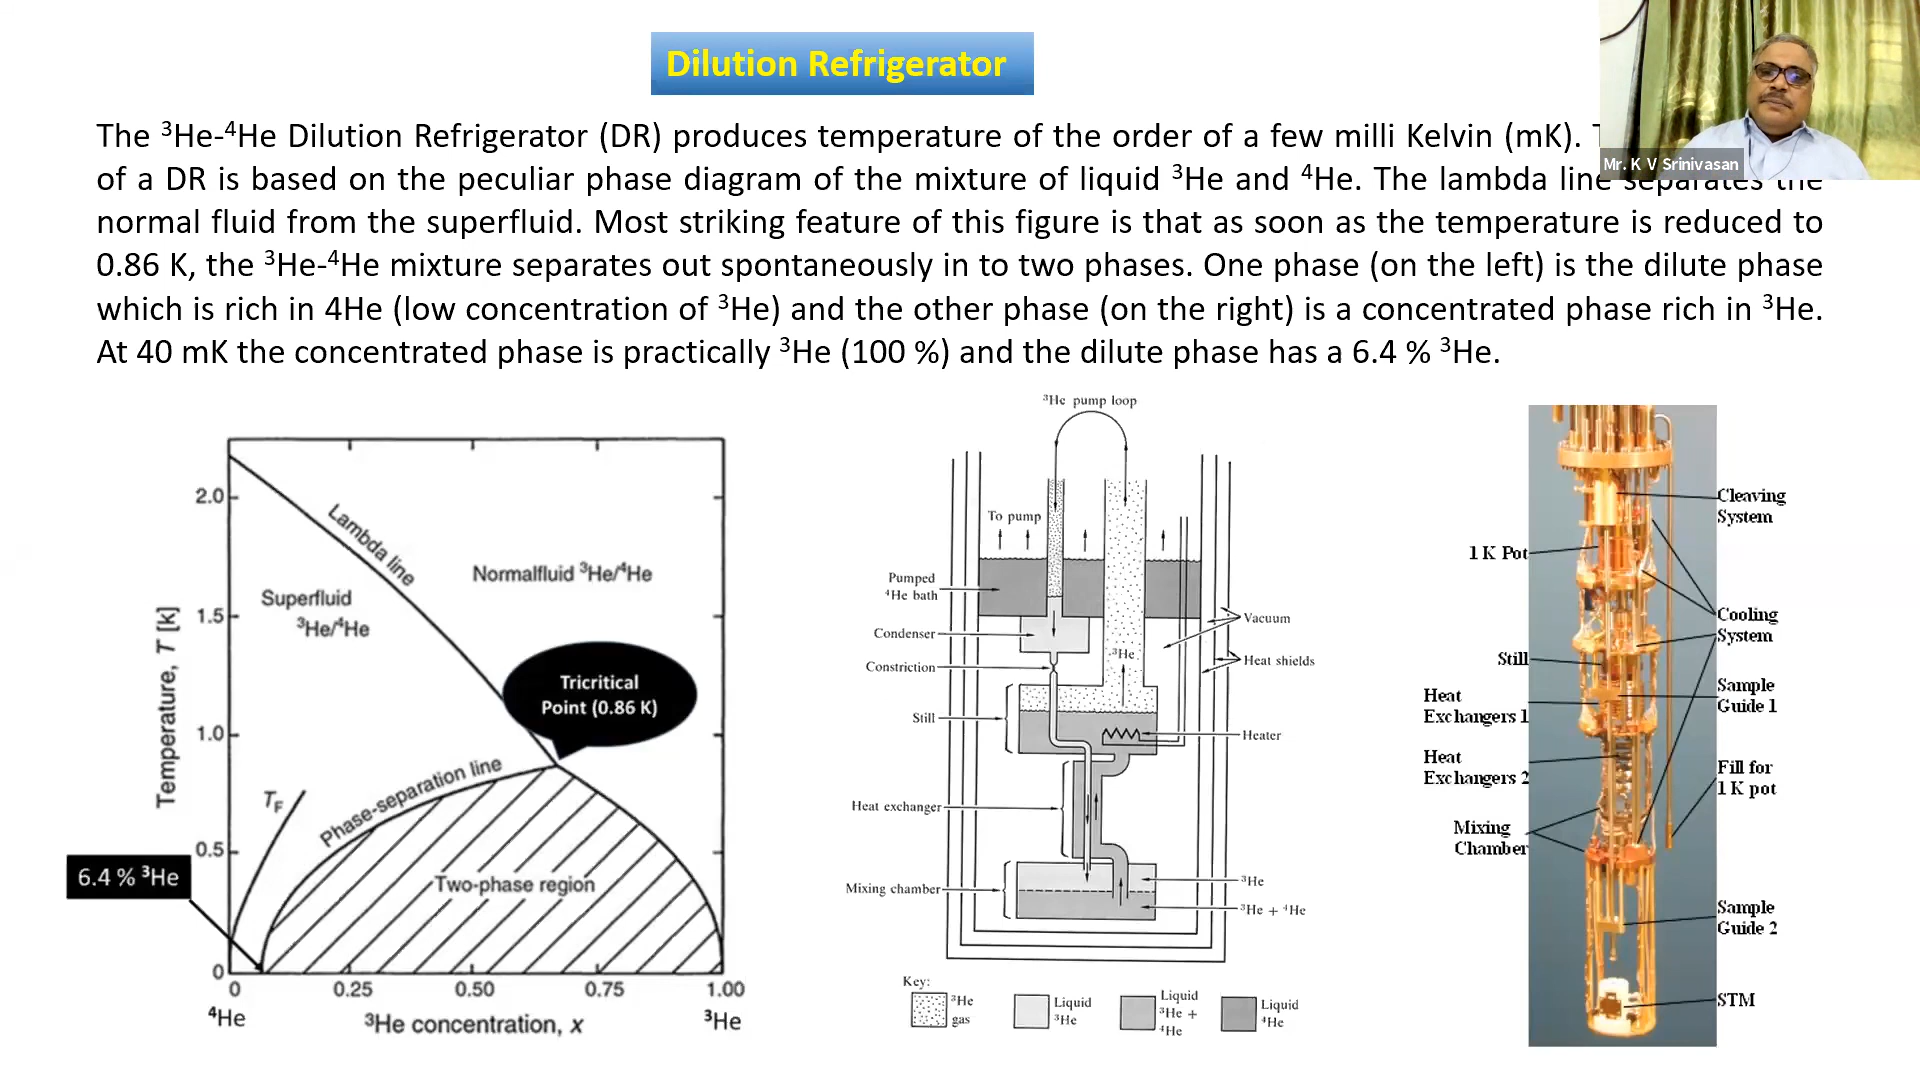 Dilution Refrigerator
Mr. K V Srinivasan
The ³He-⁴He Dilution Refrigerator (DR) produces temperature of the order of a few milli Kelvin (mK).
of a DR is based on the peculiar phase diagram of the mixture of liquid ³He and ⁴He. The lambda line separates the
normal fluid from the superfluid. Most striking feature of this figure is that as soon as the temperature is reduced to
0.86 K, the ³He-⁴He mixture separates out spontaneously in to two phases. One phase (on the left) is the dilute phase
which is rich in 4He (low concentration of ³He) and the other phase (on the right) is a concentrated phase rich in ³He.
At 40 mK the concentrated phase is practically ³He (100 %) and the dilute phase has a 6.4 % ³He.
Temperature, T [k]
2.0
1.5
1.0
0.5
0
Lambda line
Normalfluid ³He/⁴He
Superfluid
³He/⁴He
Tricritical
Point (0.86 K)
T_F
Phase-separation line
6.4 % ³He
Two-phase region
0
0.25
0.50
0.75
1.00
⁴He
³He concentration, x
³He
³He pump loop
To pump
Pumped
⁴He bath
Condenser
Constriction
³He
Vacuum
Heat shields
Still
Heater
Heat exchanger
Mixing chamber
³He
³He + ⁴He
Key:
³He
gas
Liquid
³He
Liquid
³He +
⁴He
Liquid
⁴He
Cleaving
System
1 K Pot
Cooling
System
Still
Sample
Guide 1
Heat
Exchangers 1
Heat
Exchangers 2
Fill for
1 K pot
Mixing
Chamber
Sample
Guide 2
STM